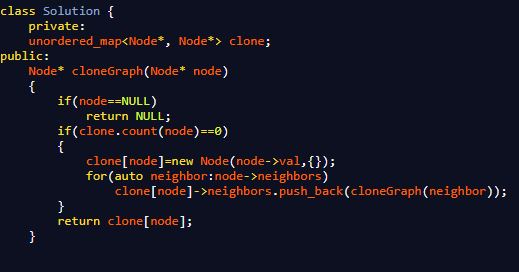 class Solution {
    private:
    unordered_map<Node*, Node*> clone;
public:
    Node* cloneGraph(Node* node)
    {
        if(node==NULL)
            return NULL;
        if(clone.count(node)==0)
        {
            clone[node]=new Node(node->val,{});
            for(auto neighbor:node->neighbors)
                clone[node]->neighbors.push_back(cloneGraph(neighbor));
        }
        return clone[node];
    }